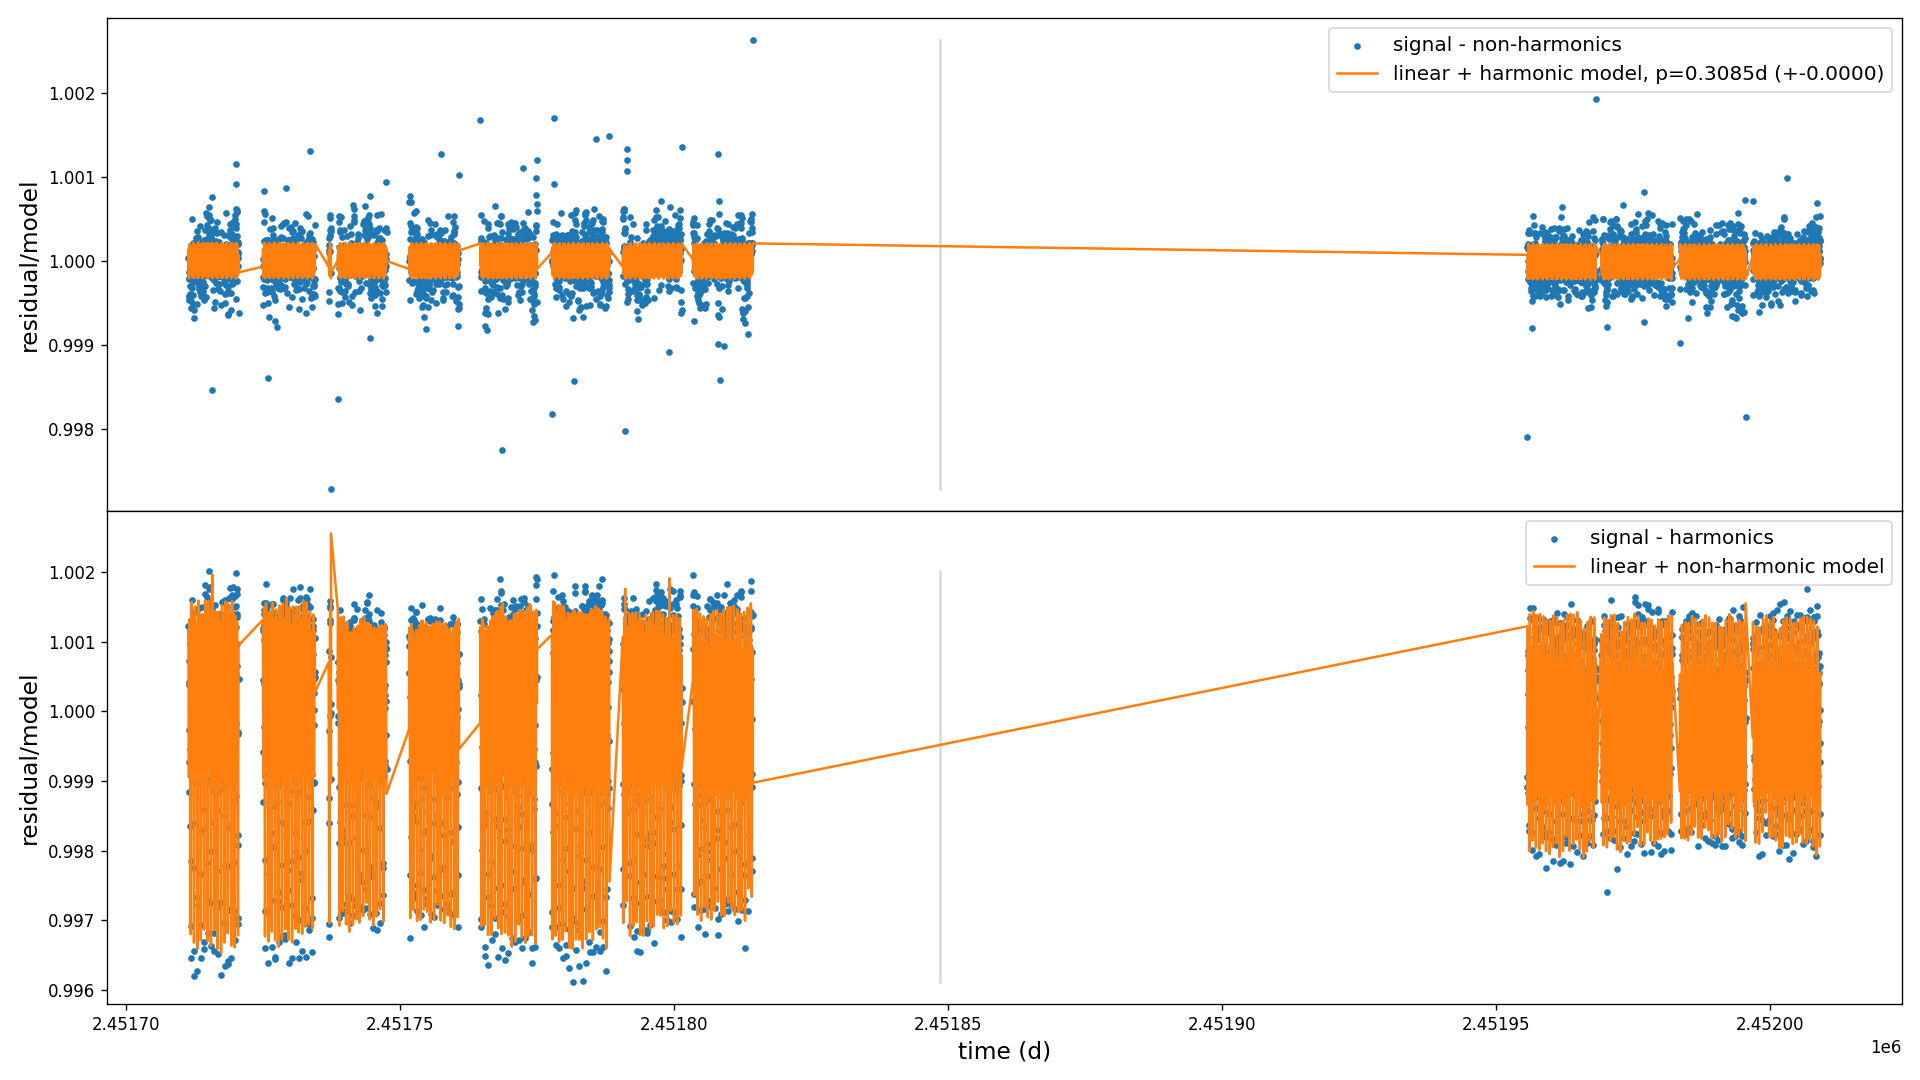 signal - non-harmonics
linear + harmonic model, p=0.3085d (+-0.0000)
1.002
1.001
1.000
0.999
0.998
residual/model
signal - harmonics
linear + non-harmonic model
1.002
1.001
1.000
0.999
0.998
0.997
0.996
residual/model
2.45170
2.45175
2.45180
2.45185
2.45190
2.45195
2.45200
time (d)
1e6